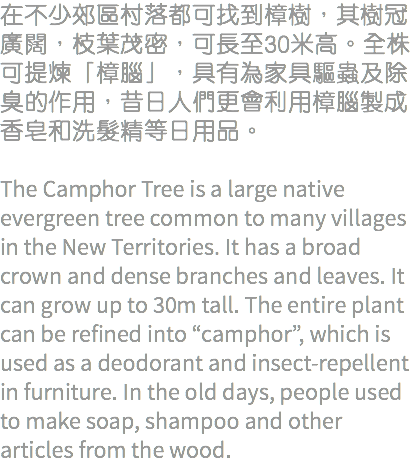 在不少郊區村落都可找到樟樹，其樹冠
廣闊，枝葉茂密，可長至30米高。全株
可提煉「樟腦」，具有為家具驅蟲及除
臭的作用，昔日人們更會利用樟腦製成
香皂和洗髮精等日用品。
The Camphor Tree is a large native
evergreen tree common to many villages
in the New Territories. It has a broad
crown and dense branches and leaves. It
can grow up to 30m tall. The entire plant
can be refined into “camphor”, which is
used as a deodorant and insect-repellent
in furniture. In the old days, people used
to make soap, shampoo and other
articles from the wood.